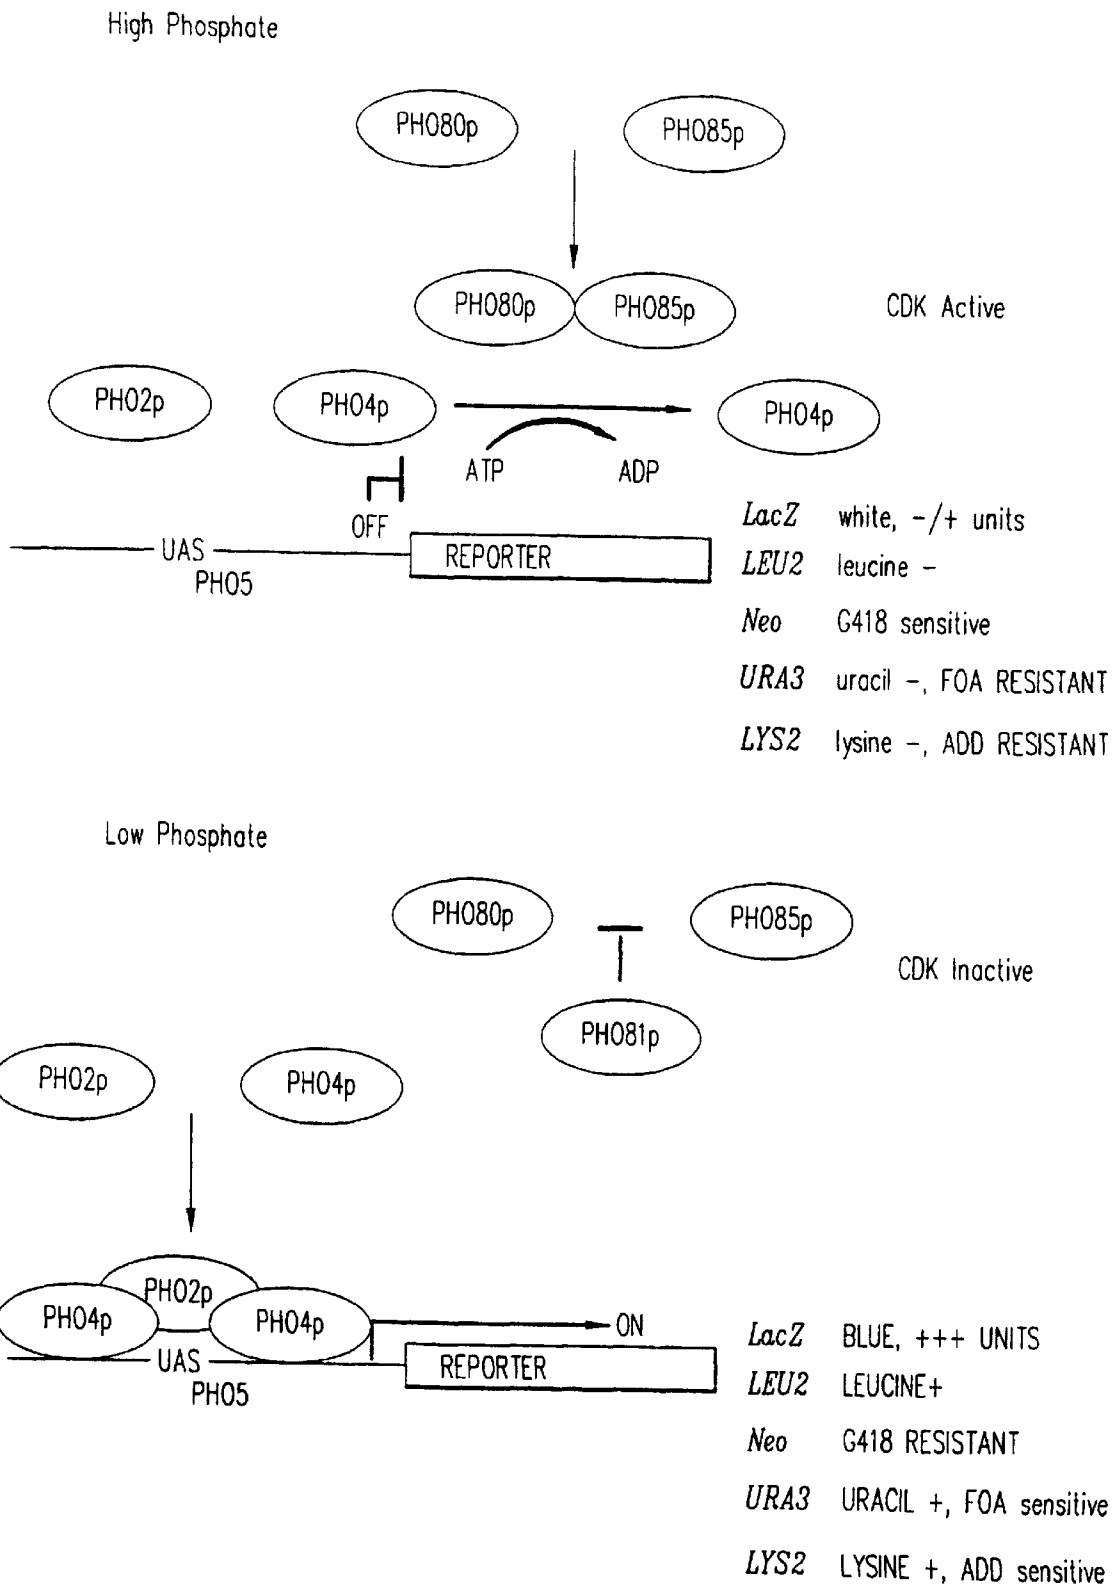 High Phosphate
PHO80p
PHO85p
PHO80p
PHO85p
CDK Active
PHO2p
PHO4p
PHO4p
ATP
ADP
OFF
UAS
PHO5
REPORTER
LacZ white, -/+ units
LEU2 leucine -
Neo G418 sensitive
URA3 uracil -, FOA RESISTANT
LYS2 lysine -, ADD RESISTANT
Low Phosphate
PHO80p
PHO85p
CDK Inactive
PHO81p
PHO2p
PHO4p
PHO2p
PHO4p
PHO4p
ON
UAS
PHO5
REPORTER
LacZ BLUE, +++ UNITS
LEU2 LEUCINE+
Neo G418 RESISTANT
URA3 URACIL +, FOA sensitive
LYS2 LYSINE +, ADD sensitive